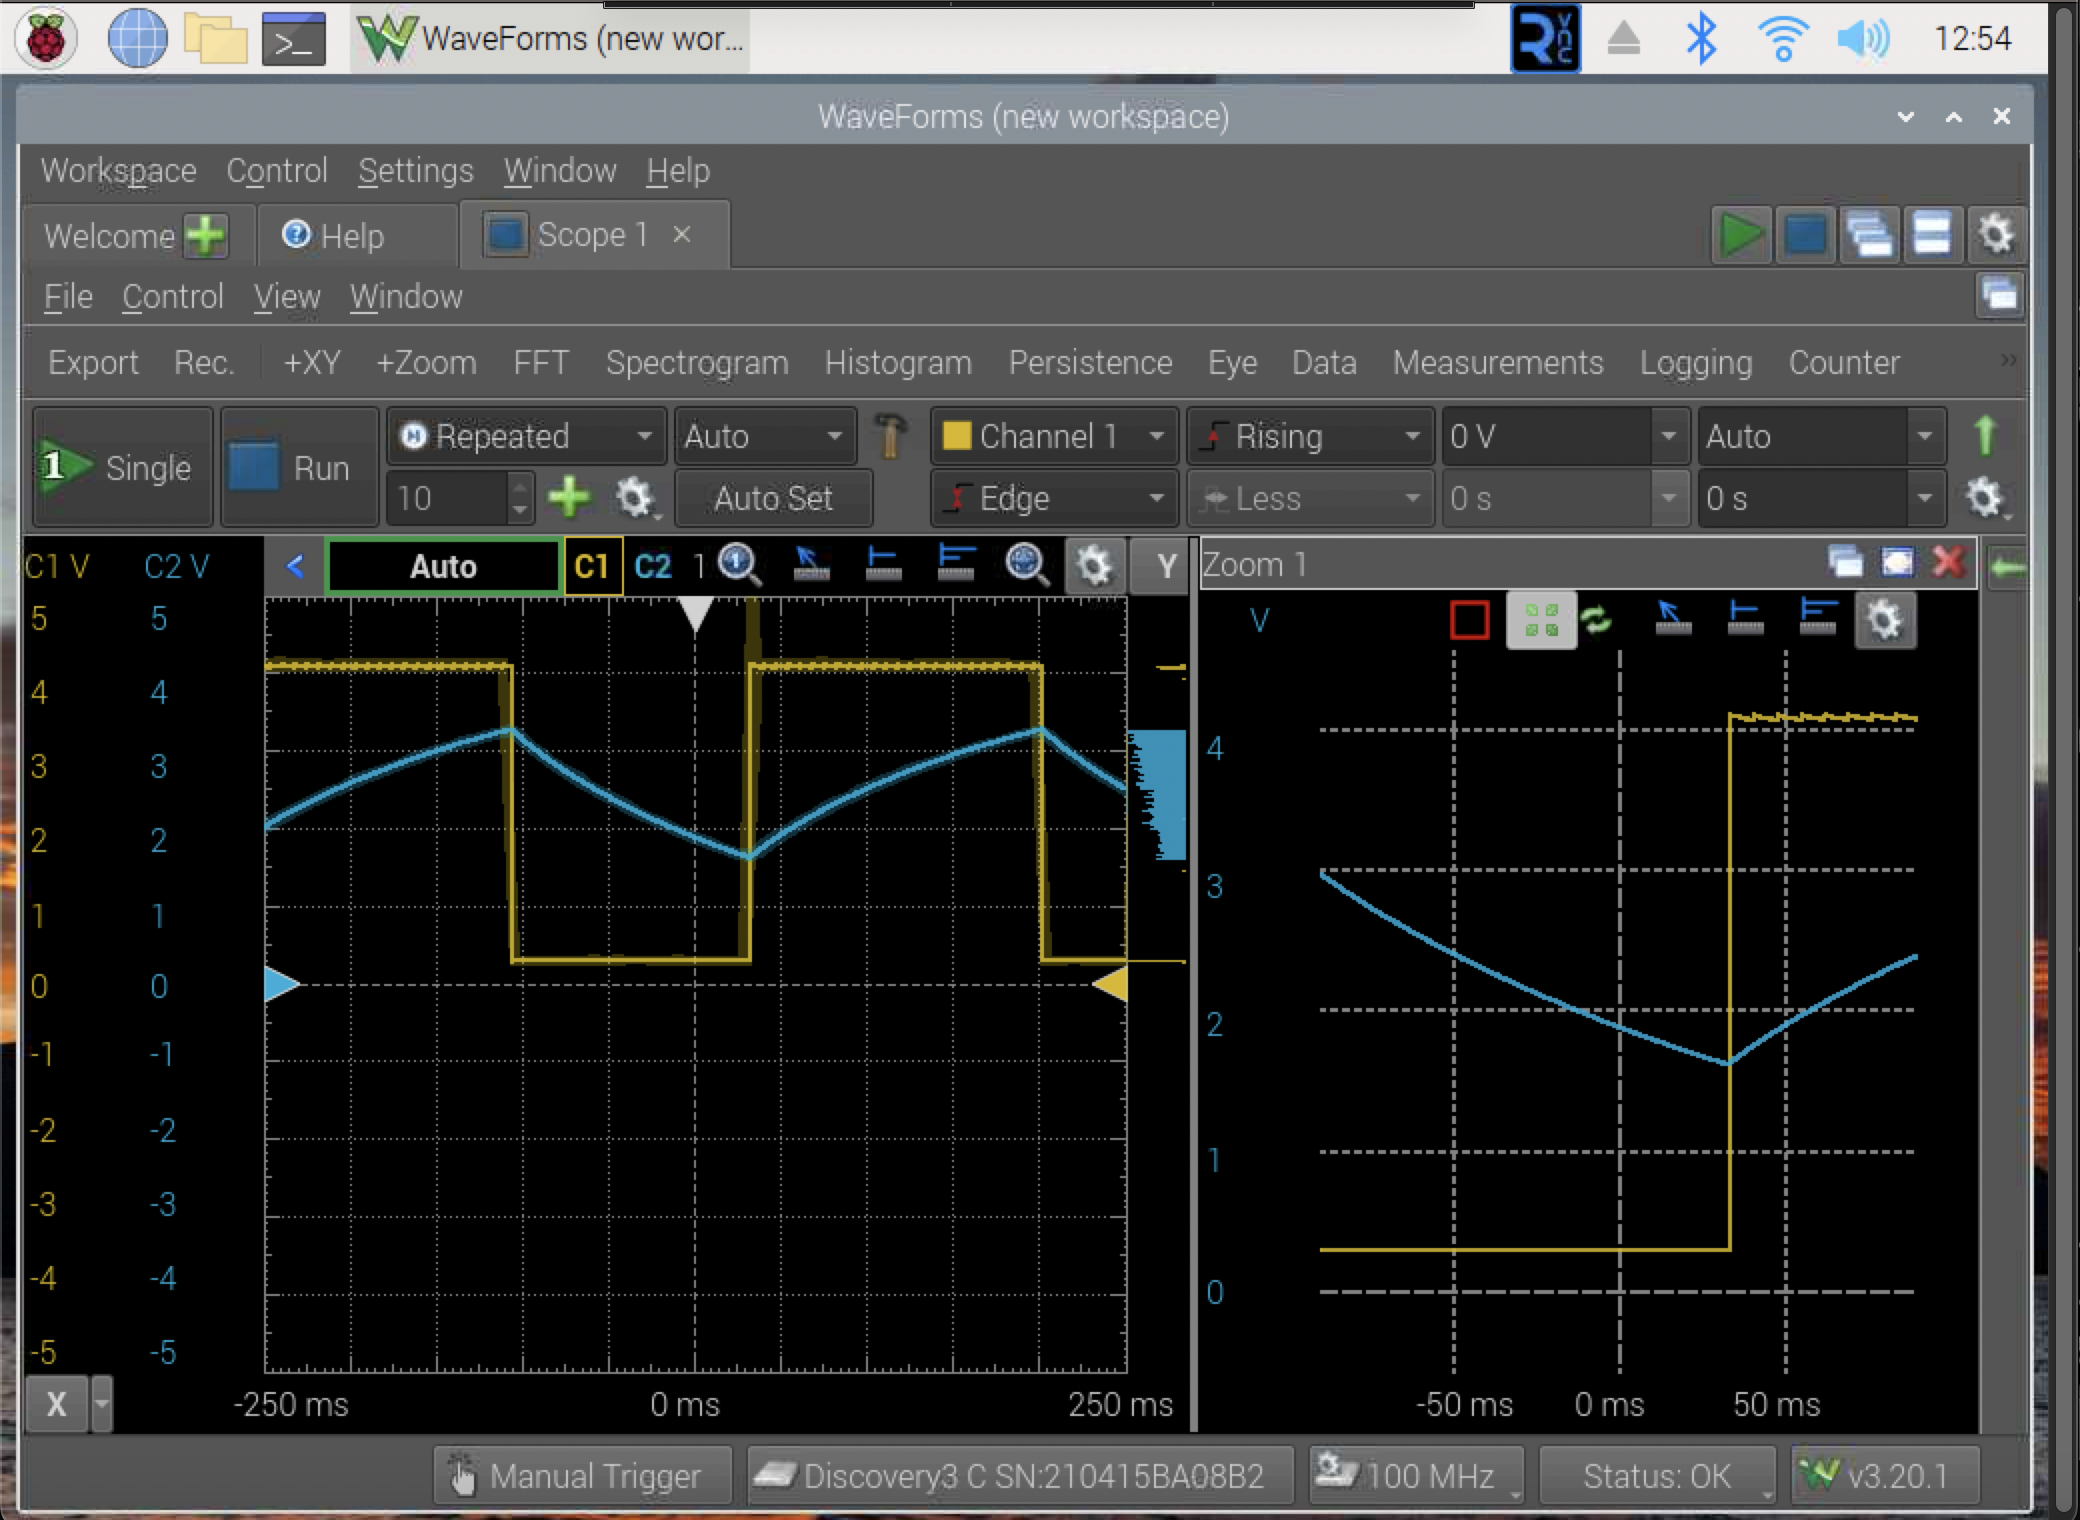 WaveForms (new wor... 12:54
WaveForms (new workspace)
Workspace Control Settings Window Help
Welcome Help Scope 1
File Control View Window
Export Rec. +XY +Zoom FFT Spectrogram Histogram Persistence Eye Data Measurements Logging Counter »
1 Single Run Repeated Auto Channel 1 Rising 0 V Auto
10 Auto Set Edge Less 0 s 0 s
C1 V C2 V < Auto C1 C2 1 Y
5 5
4 4
3 3
2 2
1 1
0 0
-1 -1
-2 -2
-3 -3
-4 -4
-5 -5
X -250 ms 0 ms 250 ms
Zoom 1
V
4
3
2
1
0
-50 ms 0 ms 50 ms
Manual Trigger Discovery3 C SN:210415BA08B2 100 MHz Status: OK v3.20.1